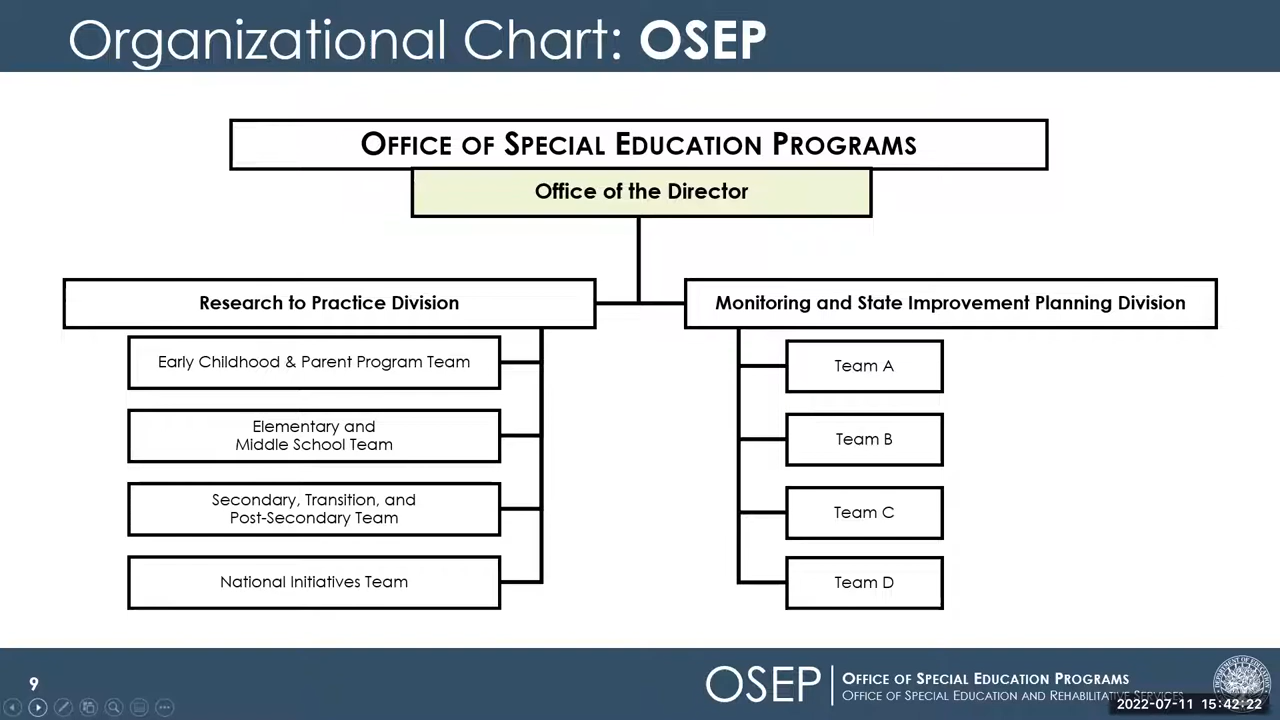 Organizational Chart: OSEP
OFFICE OF SPECIAL EDUCATION PROGRAMS
Office of the Director
Research to Practice Division
Early Childhood & Parent Program Team
Elementary and
Middle School Team
Secondary, Transition, and
Post-Secondary Team
National Initiatives Team
Monitoring and State Improvement Planning Division
Team A
Team B
Team C
Team D
9
OSEP
OFFICE OF SPECIAL EDUCATION PROGRAMS
OFFICE OF SPECIAL EDUCATION AND REHABILITATIVE SERVICES
2022-07-11 15:42:22